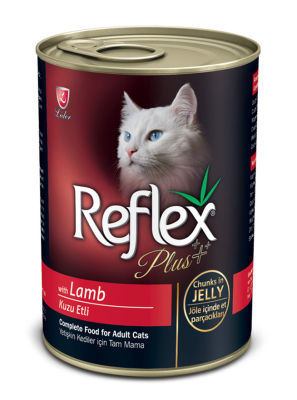 Lider
Reflex
Plus+
with Lamb
Kuzu Etli
Complete Food for Adult Cats
Yetişkin Kediler için Tam Mama
Chunks in
JELLY
Jöle içinde et
parçacıkları